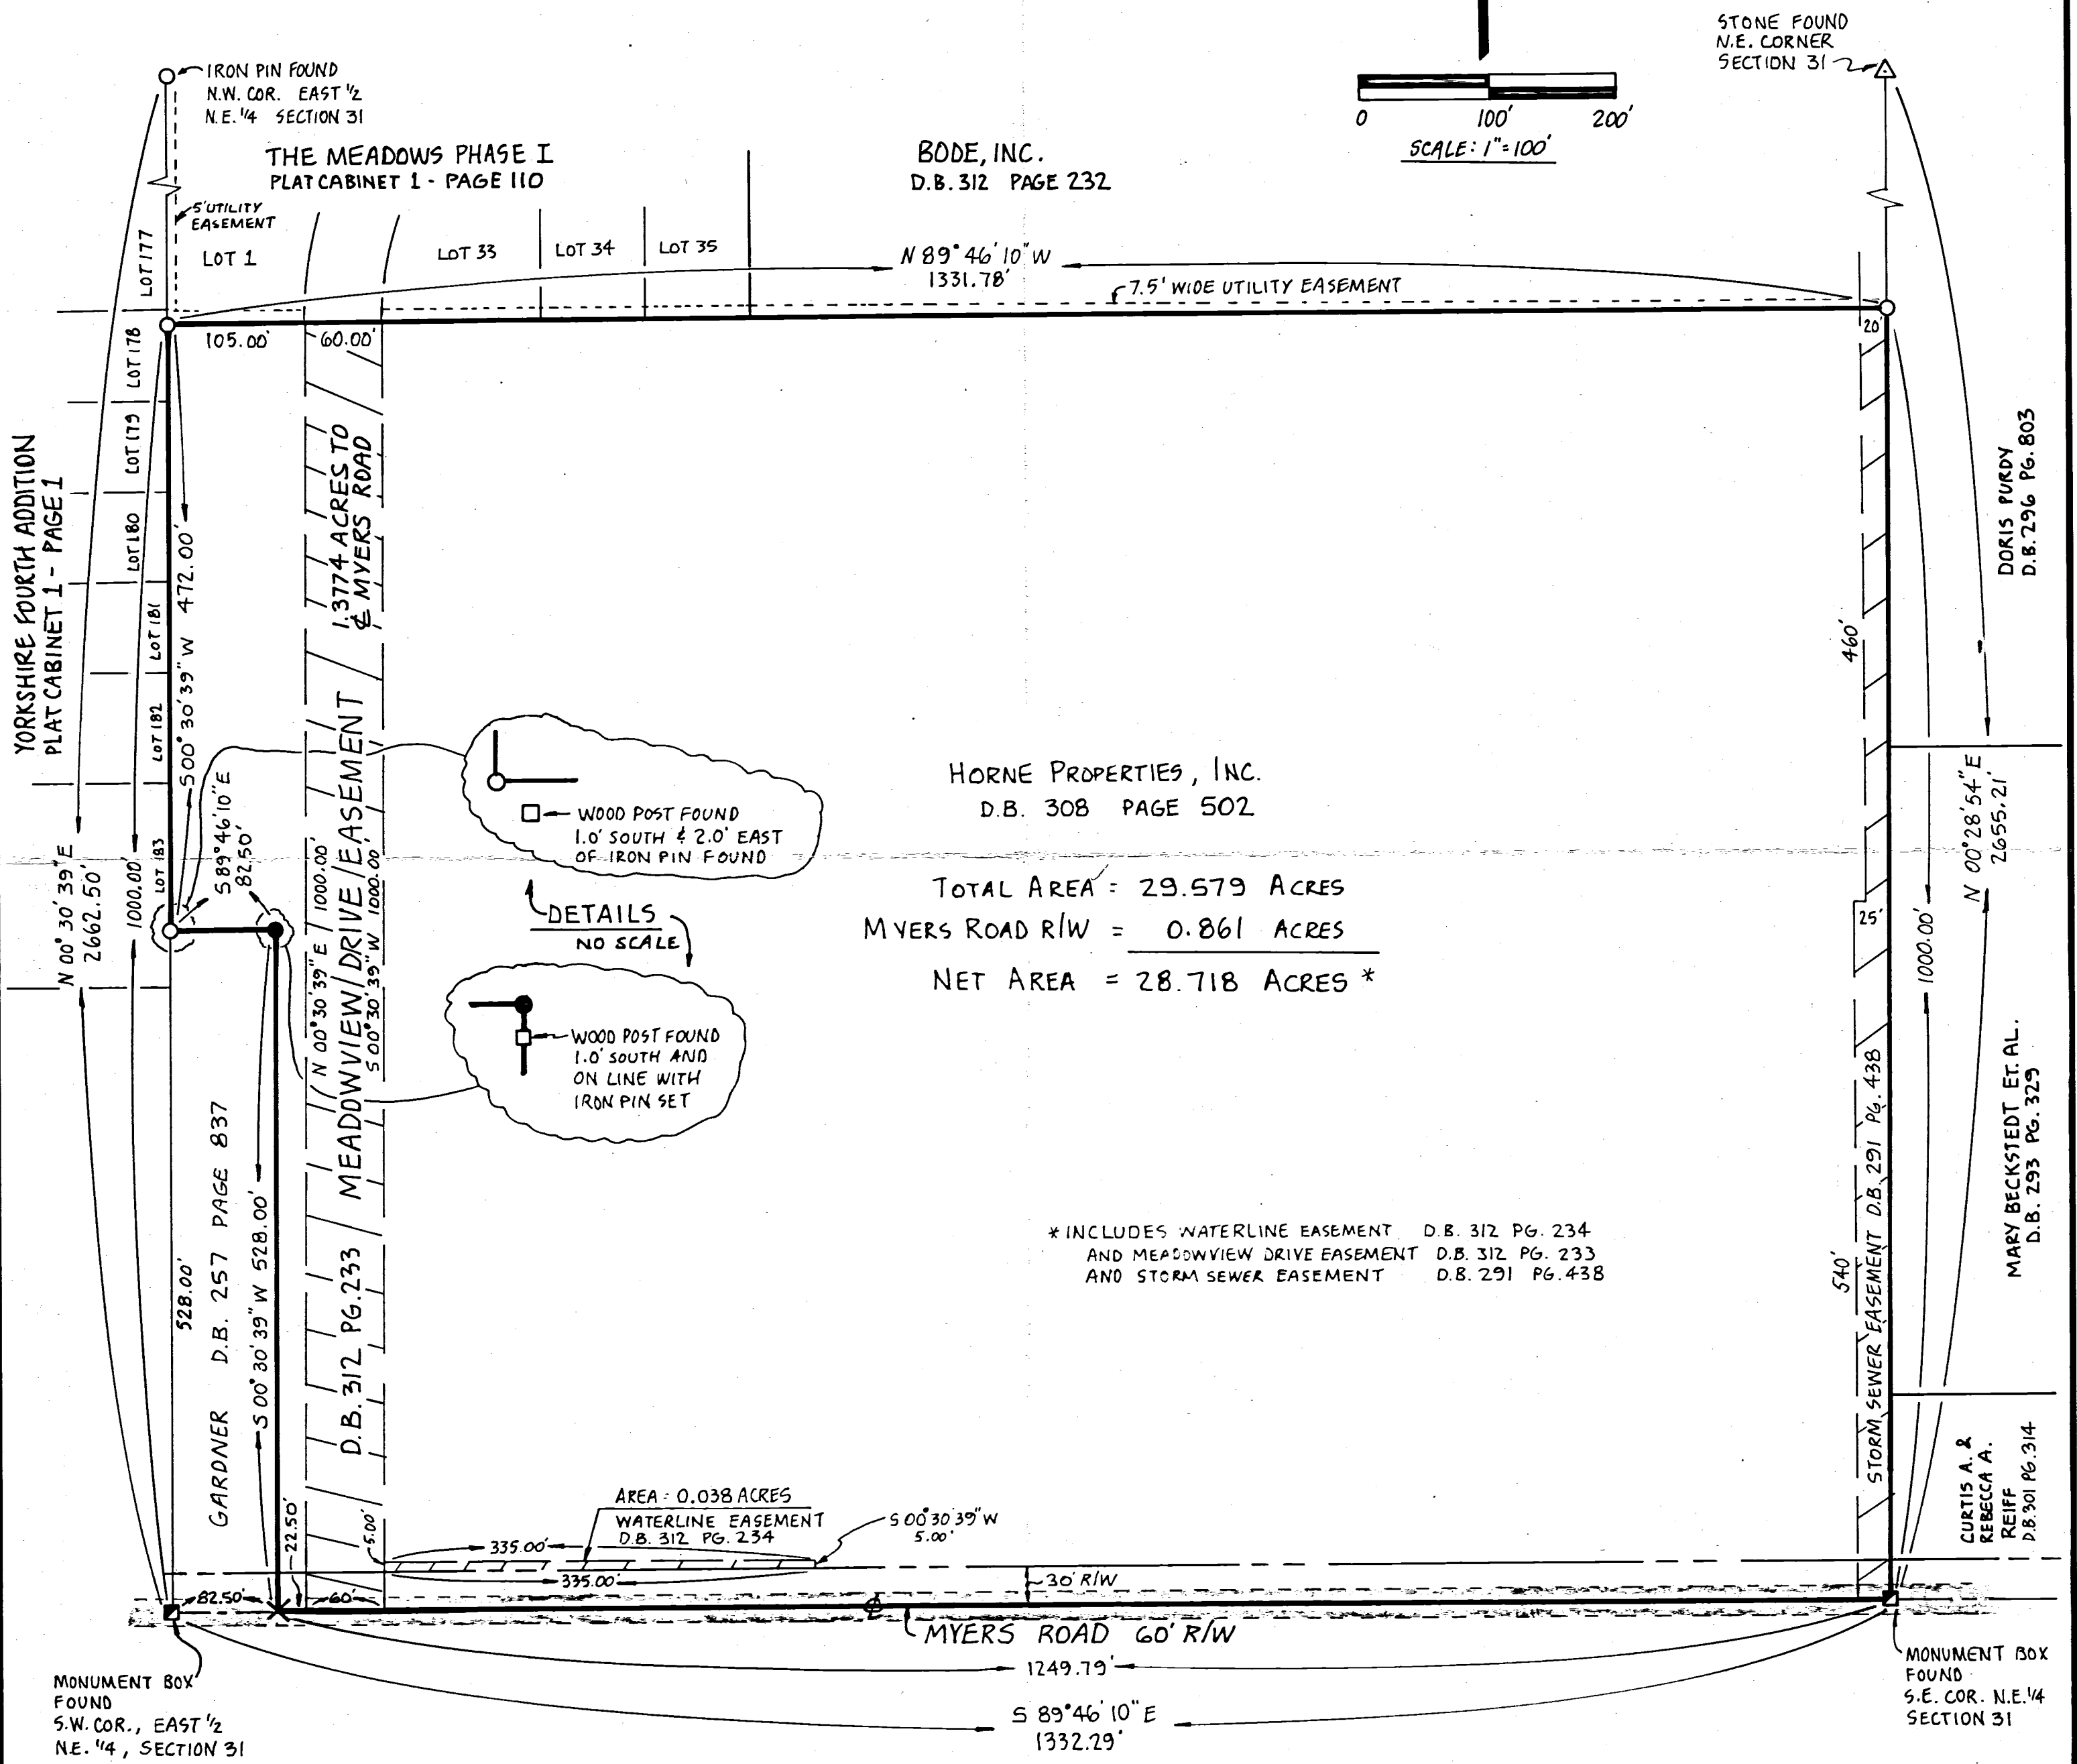 STONE FOUND
N.E. CORNER
SECTION 31
IRON PIN FOUND
N.W. COR. EAST 1/2
N.E. 1/4 SECTION 31
0 100' 200'
SCALE: 1"=100'
THE MEADOWS PHASE I
PLAT CABINET 1 - PAGE 110
BODE, INC.
D.B. 312 PAGE 232
5' UTILITY
EASEMENT
LOT 177
LOT 1
LOT 33
LOT 34
LOT 35
N 89° 46' 10" W
1331.78'
7.5' WIDE UTILITY EASEMENT
105.00'
60.00'
20'
LOT 178
LOT 179
LOT 180
LOT 181
LOT 182
LOT 183
YORKSHIRE FOURTH ADDITION
PLAT CABINET 1 - PAGE 1
N 00° 30' 39" E
2662.50'
1000.00'
S 00° 30' 39" W 472.00'
S 89° 46' 10" E
82.50'
1.3774 ACRES TO
℄ MYERS ROAD
MEADOWVIEW DRIVE EASEMENT
D.B. 312 PG. 233
N 00° 30' 39" E 1000.00'
S 00° 30' 39" W 1000.00'
WOOD POST FOUND
1.0' SOUTH & 2.0' EAST
OF IRON PIN FOUND
DETAILS
NO SCALE
WOOD POST FOUND
1.0' SOUTH AND
ON LINE WITH
IRON PIN SET
HORNE PROPERTIES, INC.
D.B. 308 PAGE 502
TOTAL AREA = 29.579 ACRES
MYERS ROAD R/W = 0.861 ACRES
NET AREA = 28.718 ACRES *
* INCLUDES WATERLINE EASEMENT D.B. 312 PG. 234
AND MEADOWVIEW DRIVE EASEMENT D.B. 312 PG. 233
AND STORM SEWER EASEMENT D.B. 291 PG. 438
460'
25'
540'
STORM SEWER EASEMENT D.B. 291 PG. 438
1000.00'
N 00° 28' 54" E
2655.21'
DORIS PURDY
D.B. 296 PG. 803
MARY BECKSTEDT ET. AL.
D.B. 293 PG. 329
CURTIS A. &
REBECCA A.
REIFF
D.B. 301 PG. 314
528.00'
GARDNER D.B. 257 PAGE 837
S 00° 30' 39" W 528.00'
22.50'
5.00'
AREA = 0.038 ACRES
WATERLINE EASEMENT
D.B. 312 PG. 234
S 00° 30' 39" W
5.00'
335.00'
335.00'
30' R/W
82.50'
60'
MYERS ROAD 60' R/W
1249.79'
S 89° 46' 10" E
1332.29'
MONUMENT BOX
FOUND
S.W. COR., EAST 1/2
N.E. 1/4, SECTION 31
MONUMENT BOX
FOUND
S.E. COR. N.E. 1/4
SECTION 31